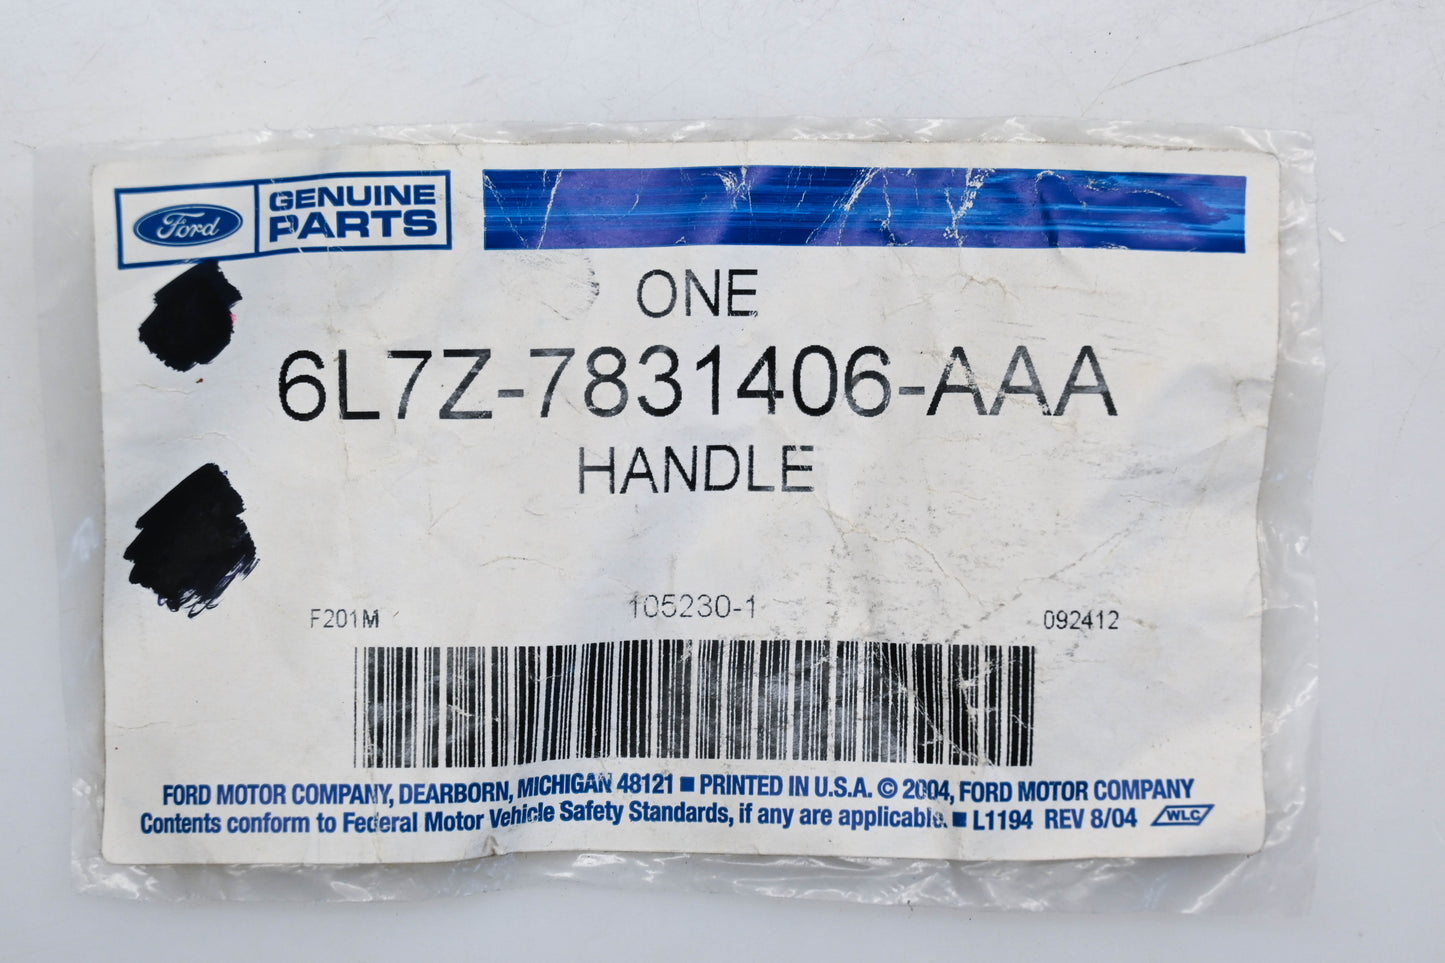 Ford
GENUINE
PARTS
ONE
6L7Z-7831406-AAA
HANDLE
F201M 105230-1 092412
FORD MOTOR COMPANY, DEARBORN, MICHIGAN 48121 ■ PRINTED IN U.S.A. © 2004, FORD MOTOR COMPANY
Contents conform to Federal Motor Vehicle Safety Standards, if any are applicable. ■ L1194 REV 8/04 WLC